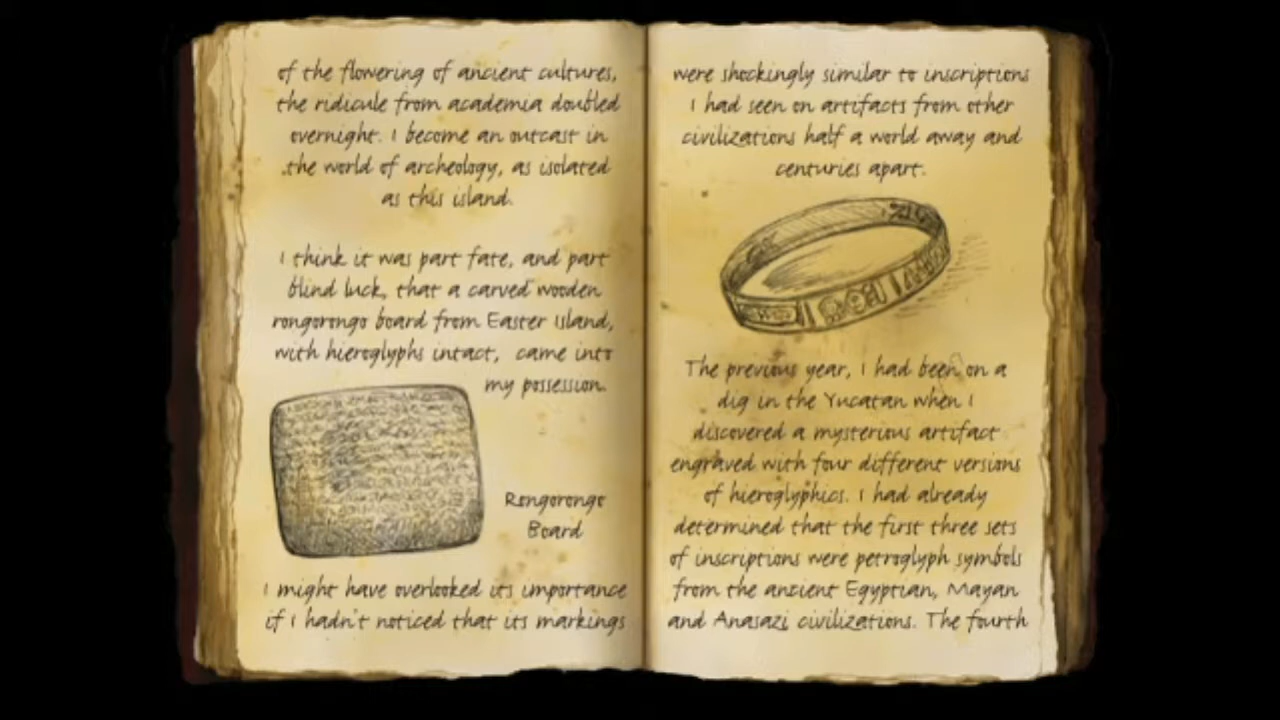 of the flowering of ancient cultures,
the ridicule from academia doubled
overnight. I become an outcast in
.the world of archeology, as isolated
as this island.
I think it was part fate, and part
blind luck, that a carved wooden
rongorongo board from Easter Island,
with hieroglyphs intact, came into
my possession.
Rongorongo
Board
I might have overlooked its importance
if I hadn't noticed that its markings
were shockingly similar to inscriptions
I had seen on artifacts from other
civilizations half a world away and
centuries apart.
The previous year, I had been on a
dig in the Yucatan when I
discovered a mysterious artifact
engraved with four different versions
of hieroglyphics. I had already
determined that the first three sets
of inscriptions were petroglyph symbols
from the ancient Egyptian, Mayan
and Anasazi civilizations. The fourth